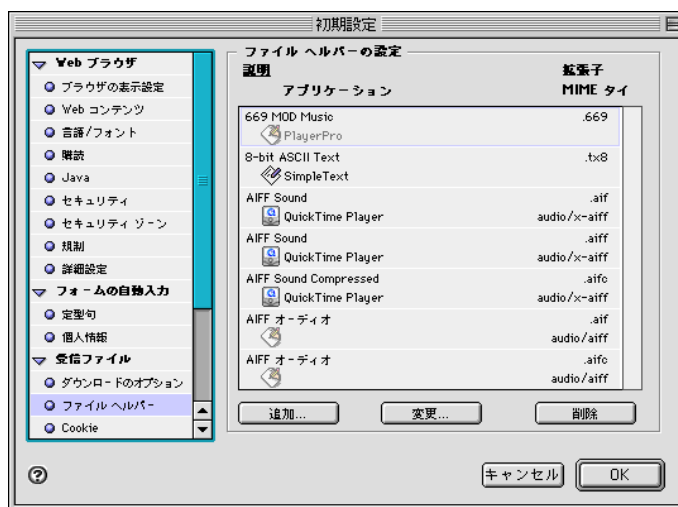 初期設定
Web ブラウザ
ブラウザの表示設定
Web コンテンツ
言語/フォント
購読
Java
セキュリティ
セキュリティ ゾーン
規制
詳細設定
フォームの自動入力
定型句
個人情報
受信ファイル
ダウンロードのオプション
ファイル ヘルパー
Cookie
ファイル ヘルパーの設定
説明 拡張子
アプリケーション MIME タイ
669 MOD Music .669
PlayerPro
8-bit ASCII Text .tx8
SimpleText
AIFF Sound .aif
QuickTime Player audio/x-aiff
AIFF Sound .aiff
QuickTime Player audio/x-aiff
AIFF Sound Compressed .aifc
QuickTime Player audio/x-aiff
AIFF オーディオ .aif
audio/aiff
AIFF オーディオ .aifc
audio/aiff
追加... 変更... 削除
キャンセル OK